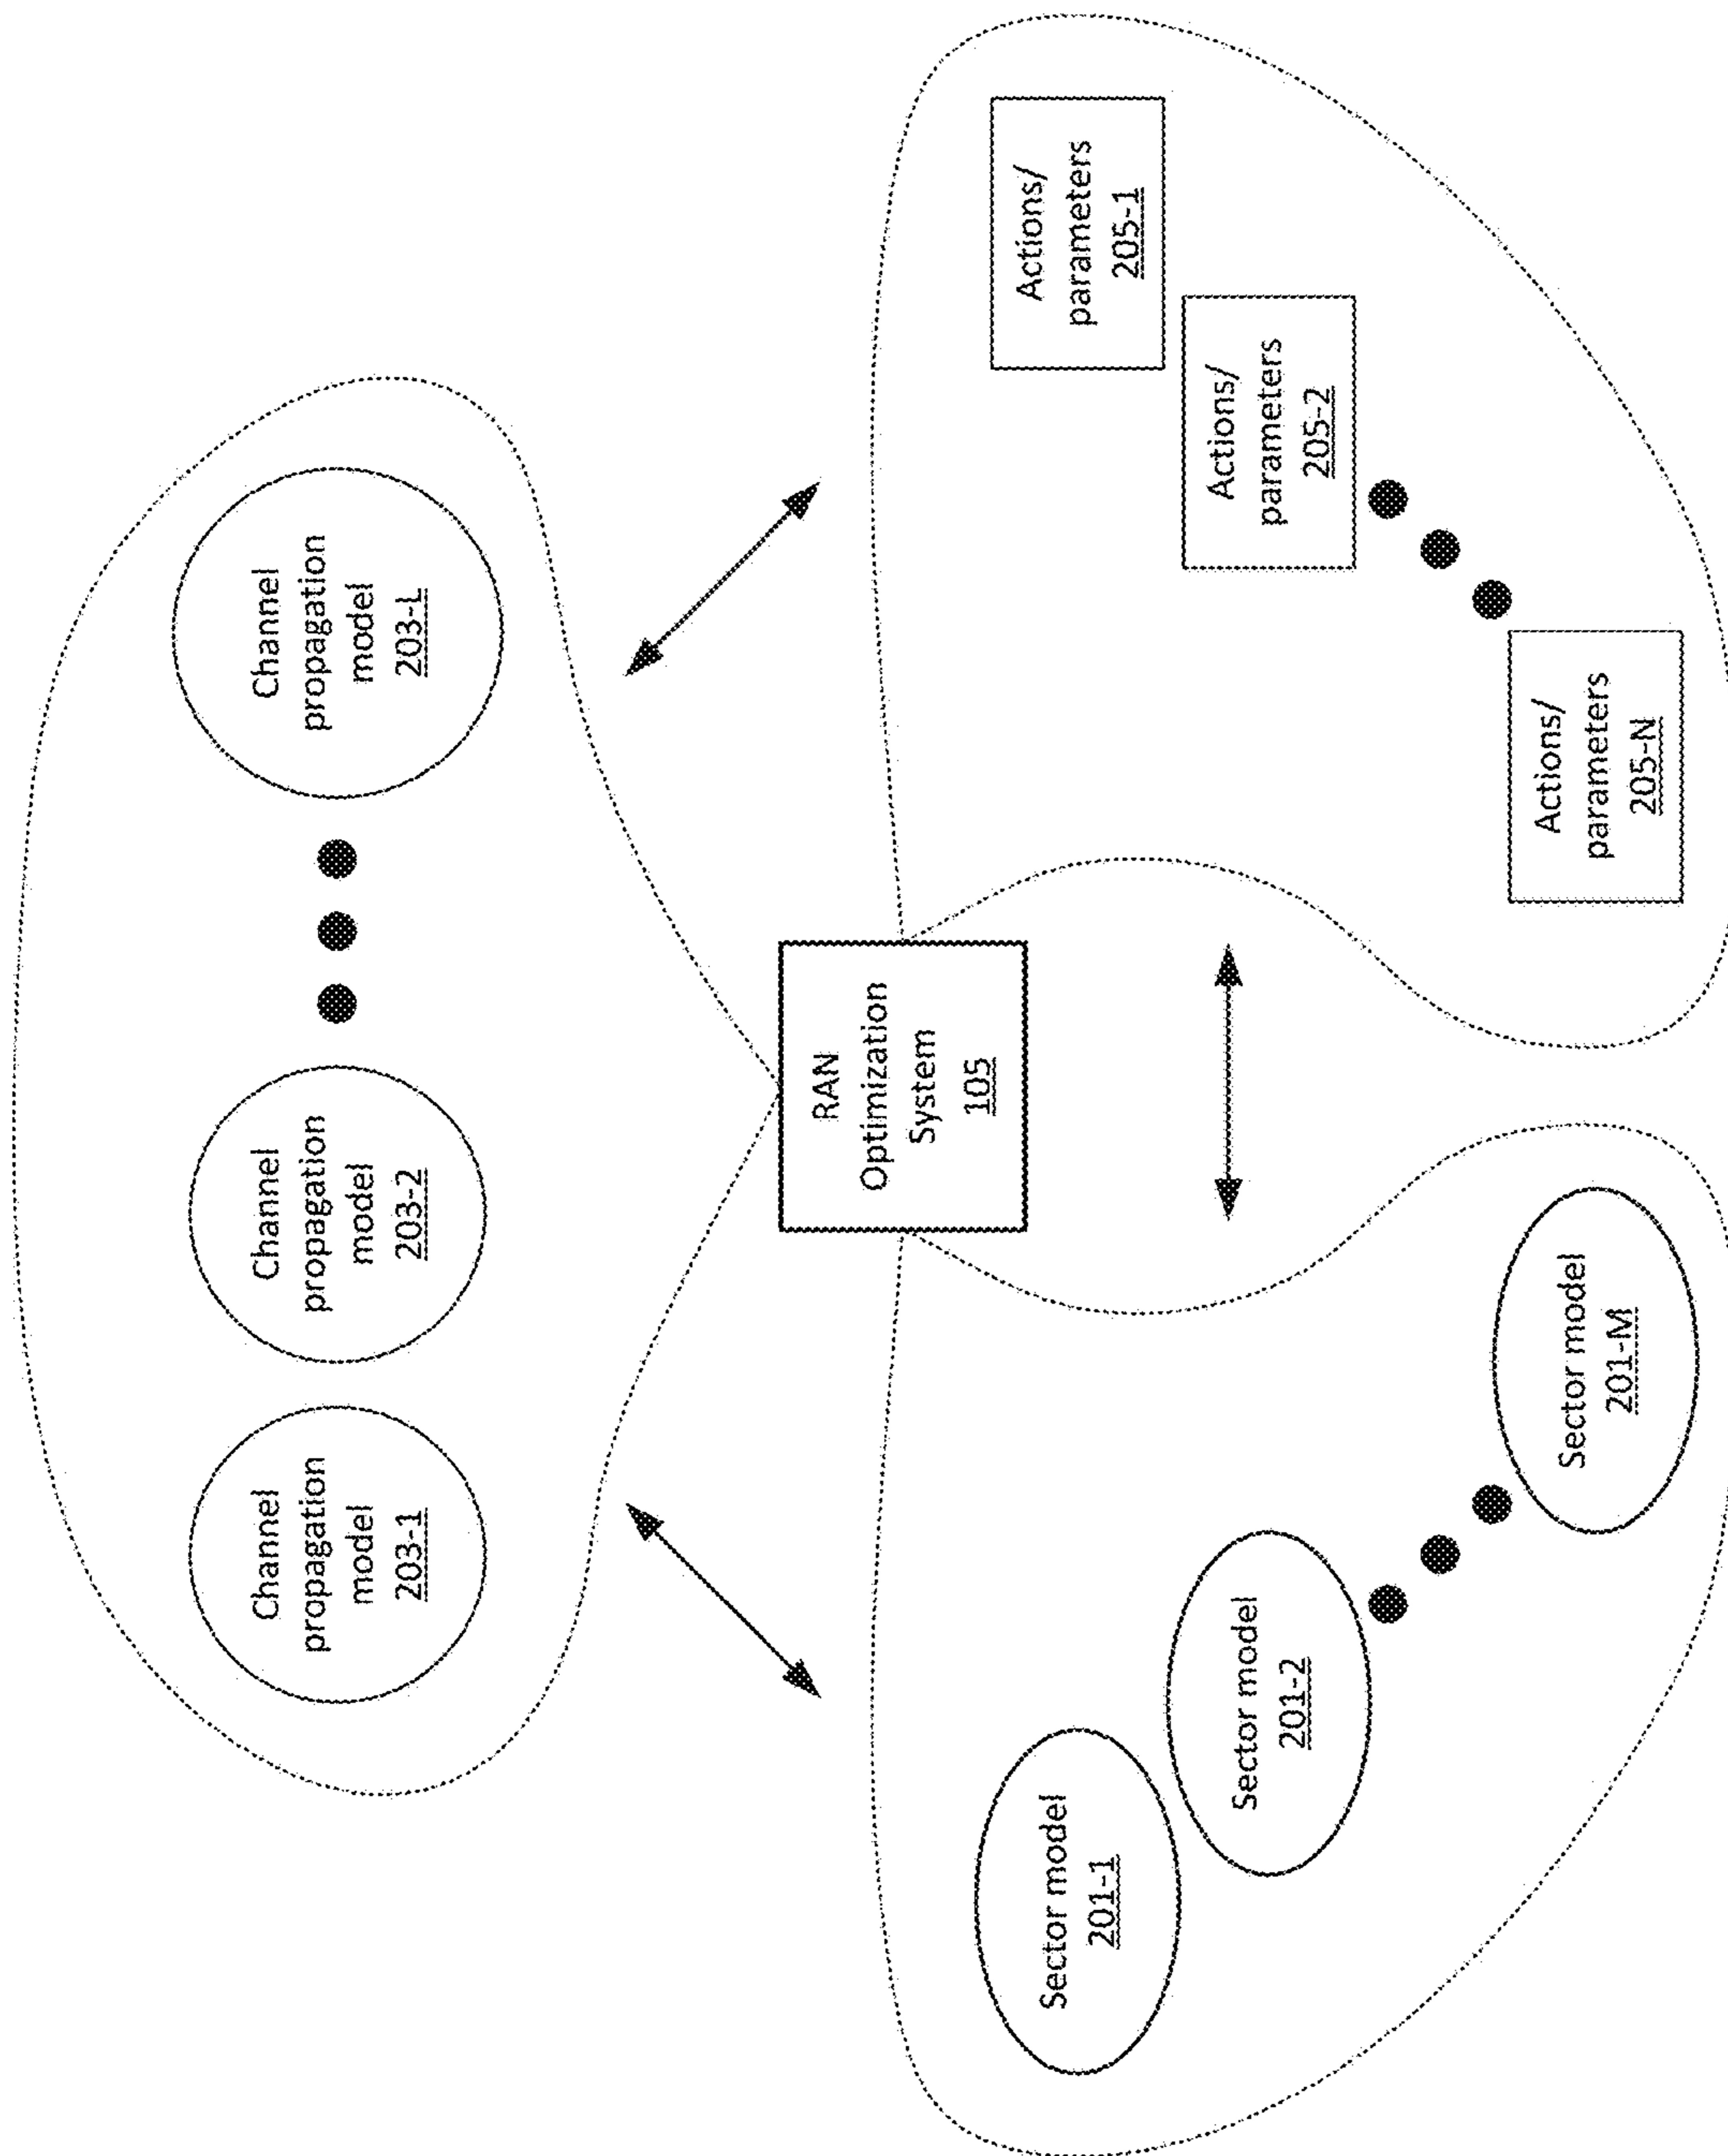 Channel
propagation
model
203-1
Channel
propagation
model
203-2
Channel
propagation
model
203-L
RAN
Optimization
System
105
Sector model
201-1
Sector model
201-2
Sector model
201-M
Actions/
parameters
205-1
Actions/
parameters
205-2
Actions/
parameters
205-N